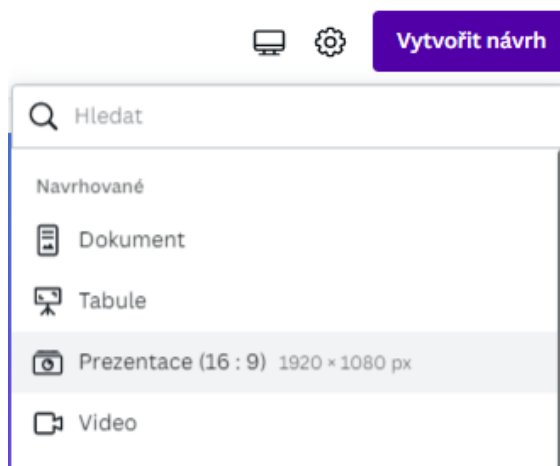 Vytvořit návrh
Hledat
Navrhované
Dokument
Tabule
Prezentace (16 : 9) 1920 × 1080 px
Video